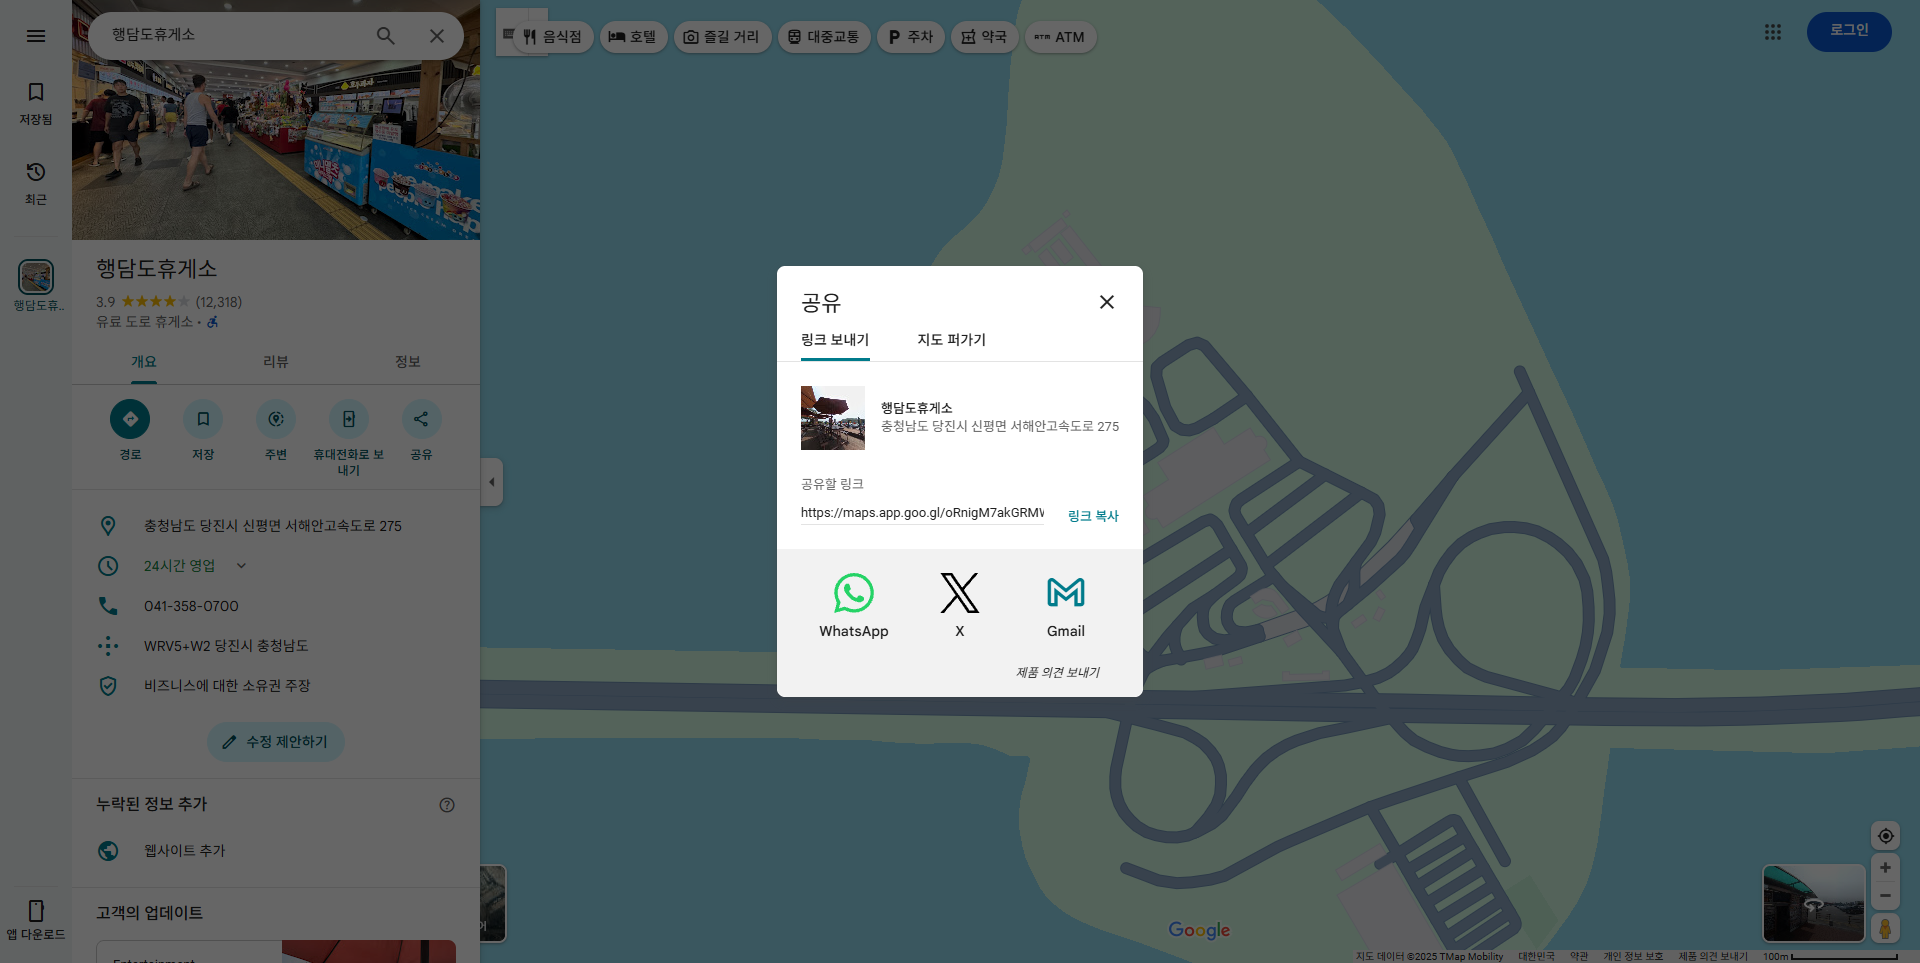 행담도휴게소
음식점
호텔
즐길 거리
대중교통
주차
약국
ATM
로그인
저장됨
최근
행담도휴..
행담도휴게소
3.9 (12,318)
유료 도로 휴게소 ·
개요
리뷰
정보
경로
저장
주변
휴대전화로 보
내기
공유
충청남도 당진시 신평면 서해안고속도로 275
24시간 영업
041-358-0700
WRV5+W2 당진시 충청남도
비즈니스에 대한 소유권 주장
수정 제안하기
누락된 정보 추가
웹사이트 추가
고객의 업데이트
앱 다운로드
공유
링크 보내기
지도 퍼가기
행담도휴게소
충청남도 당진시 신평면 서해안고속도로 275
공유할 링크
https://maps.app.goo.gl/oRnigM7akGRM
링크 복사
WhatsApp
X
Gmail
제품 의견 보내기
Google
지도 데이터 ©2025 TMap Mobility
대한민국
약관
개인 정보 보호
제품 의견 보내기
100m